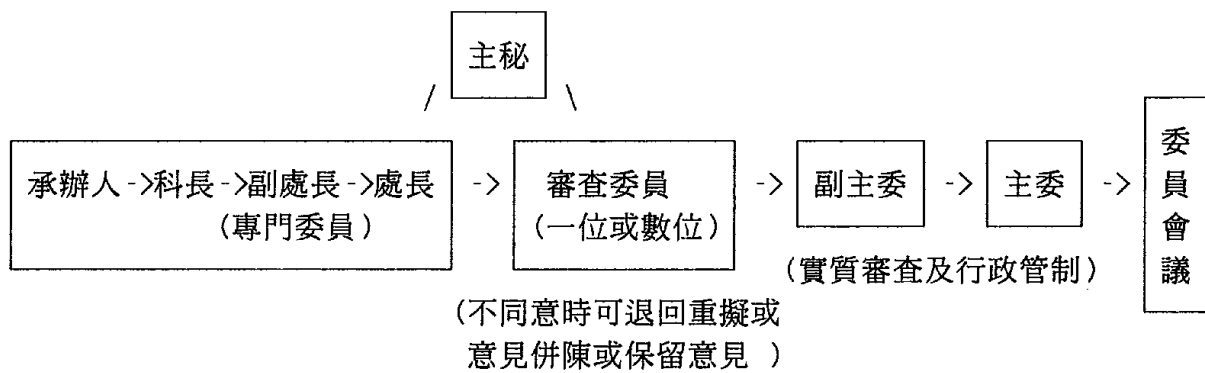 主秘
承辦人->科長->副處長->處長
(專門委員)
->
審查委員
(一位或數位)
->
副主委
->
主委
->
委員會議
(實質審查及行政管制)
(不同意時可退回重擬或
意見併陳或保留意見 )